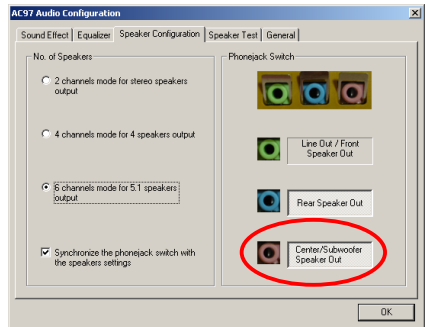 AC97 Audio Configuration
Sound Effect
Equalizer
Speaker Configuration
Speaker Test
General
No. of Speakers
2 channels mode for stereo speakers
output
4 channels mode for 4 speakers output
6 channels mode for 5.1 speakers
output
Synchronize the phonejack switch with
the speakers settings
Phonejack Switch
Line Out / Front
Speaker Out
Rear Speaker Out
Center/Subwoofer
Speaker Out
OK